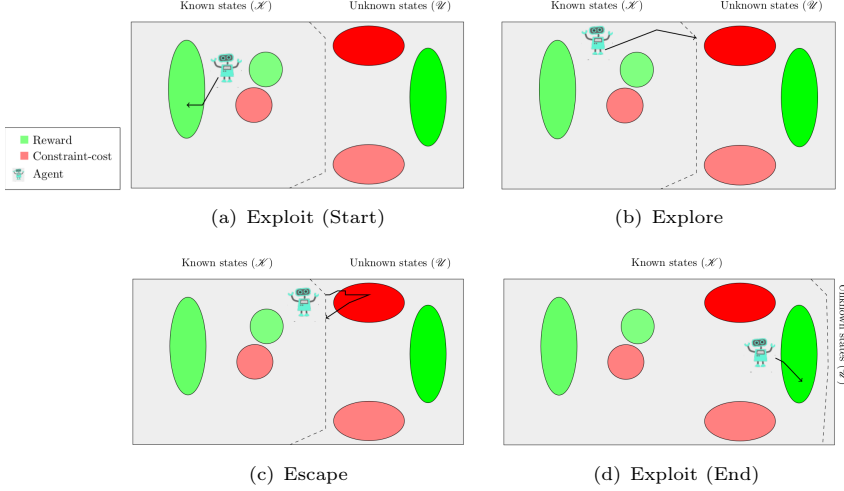 Known states (𝒦) Unknown states (𝒰)
Known states (𝒦) Unknown states (𝒰)
Reward
Constraint-cost
Agent
(a) Exploit (Start)
(b) Explore
Known states (𝒦) Unknown states (𝒰)
Known states (𝒦)
Unknown states (𝒰)
(c) Escape
(d) Exploit (End)